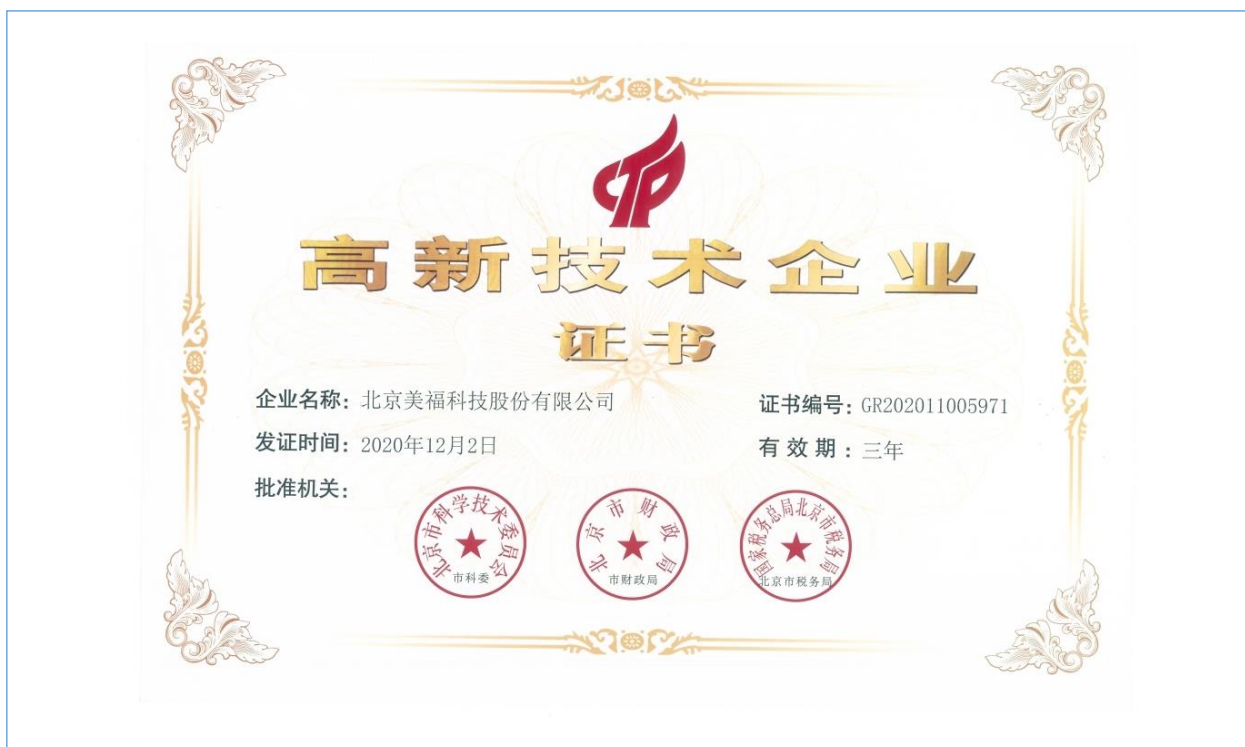 高新技术企业
证书
企业名称：北京美福科技股份有限公司
证书编号：GR202011005971
发证时间：2020年12月2日
有效期：三年
批准机关：
北京市科学技术委员会
市科委
北京市财政局
市财政局
国家税务总局北京市税务局
北京市税务局